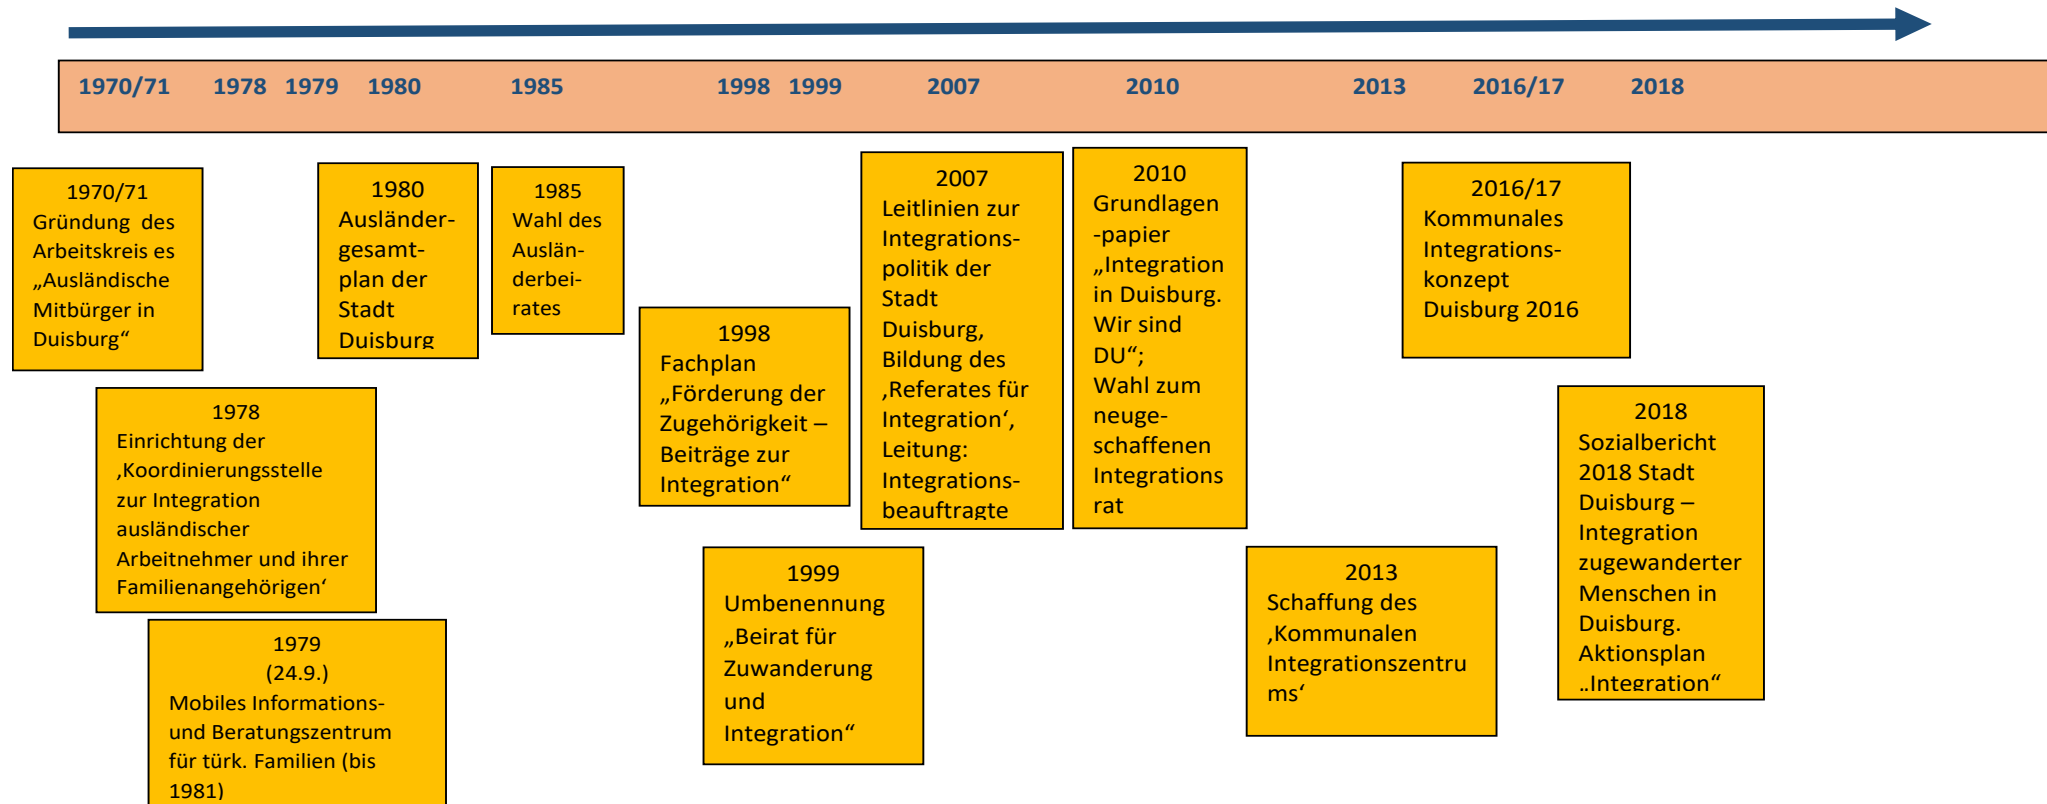 1970/71 1978 1979 1980 1985 1998 1999 2007 2010 2013 2016/17 2018
1970/71
Gründung des
Arbeitskreis es
„Ausländische
Mitbürger in
Duisburg“
1978
Einrichtung der
‚Koordinierungsstelle
zur Integration
ausländischer
Arbeitnehmer und ihrer
Familienangehörigen‘
1979
(24.9.)
Mobiles Informations-
und Beratungszentrum
für türk. Familien (bis
1981)
1980
Ausländer-
gesamt-
plan der
Stadt
Duisburg
1985
Wahl des
Auslän-
derbei-
rates
1998
Fachplan
„Förderung der
Zugehörigkeit –
Beiträge zur
Integration“
1999
Umbenennung
„Beirat für
Zuwanderung
und
Integration“
2007
Leitlinien zur
Integrations-
politik der
Stadt
Duisburg,
Bildung des
‚Referates für
Integration‘,
Leitung:
Integrations-
beauftragte
2010
Grundlagen
-papier
„Integration
in Duisburg.
Wir sind
DU“;
Wahl zum
neuge-
schaffenen
Integrations
rat
2013
Schaffung des
‚Kommunalen
Integrationszentru
ms‘
2016/17
Kommunales
Integrations-
konzept
Duisburg 2016
2018
Sozialbericht
2018 Stadt
Duisburg –
Integration
zugewanderter
Menschen in
Duisburg.
Aktionsplan
„Integration“